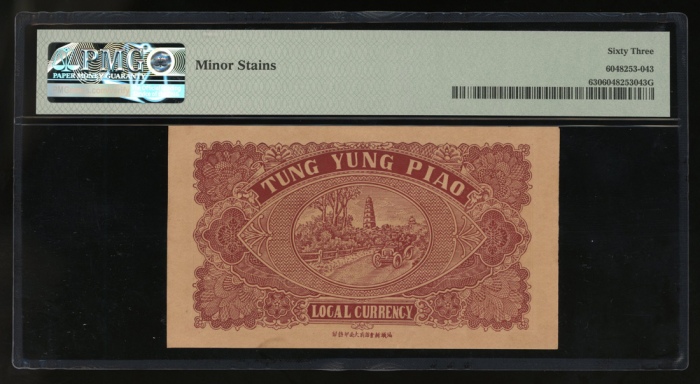 PMG
PAPER MONEY GUARANTY
Minor Stains
Sixty Three
6048253-043
6306048253043G
TUNG YUNG PIAO
LOCAL CURRENCY